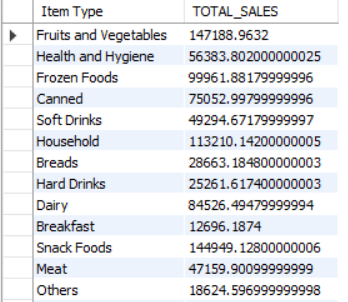 Item Type TOTAL_SALES
Fruits and Vegetables 147188.9632
Health and Hygiene 56383.802000000025
Frozen Foods 99961.88179999996
Canned 75052.99799999996
Soft Drinks 49294.67179999997
Household 113210.14200000005
Breads 28663.184800000003
Hard Drinks 25261.617400000003
Dairy 84526.49479999994
Breakfast 12696.1874
Snack Foods 144949.12800000006
Meat 47159.90099999999
Others 18624.596999999998